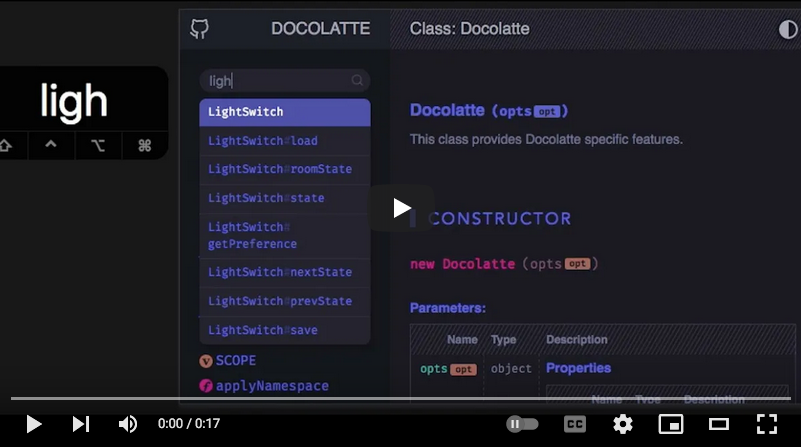 DOCOLATTE
Class: Docolatte
ligh
ligh
LightSwitch
LightSwitch#load
LightSwitch#roomState
LightSwitch#state
LightSwitch#
getPreference
LightSwitch#nextState
LightSwitch#prevState
LightSwitch#save
V SCOPE
f applyNamespace
Docolatte (opts opt)
This class provides Docolatte specific features.
CONSTRUCTOR
new Docolatte (opts opt)
Parameters:
Name Type Description
opts opt object Properties
Name Type Description
0:00 / 0:17
CC